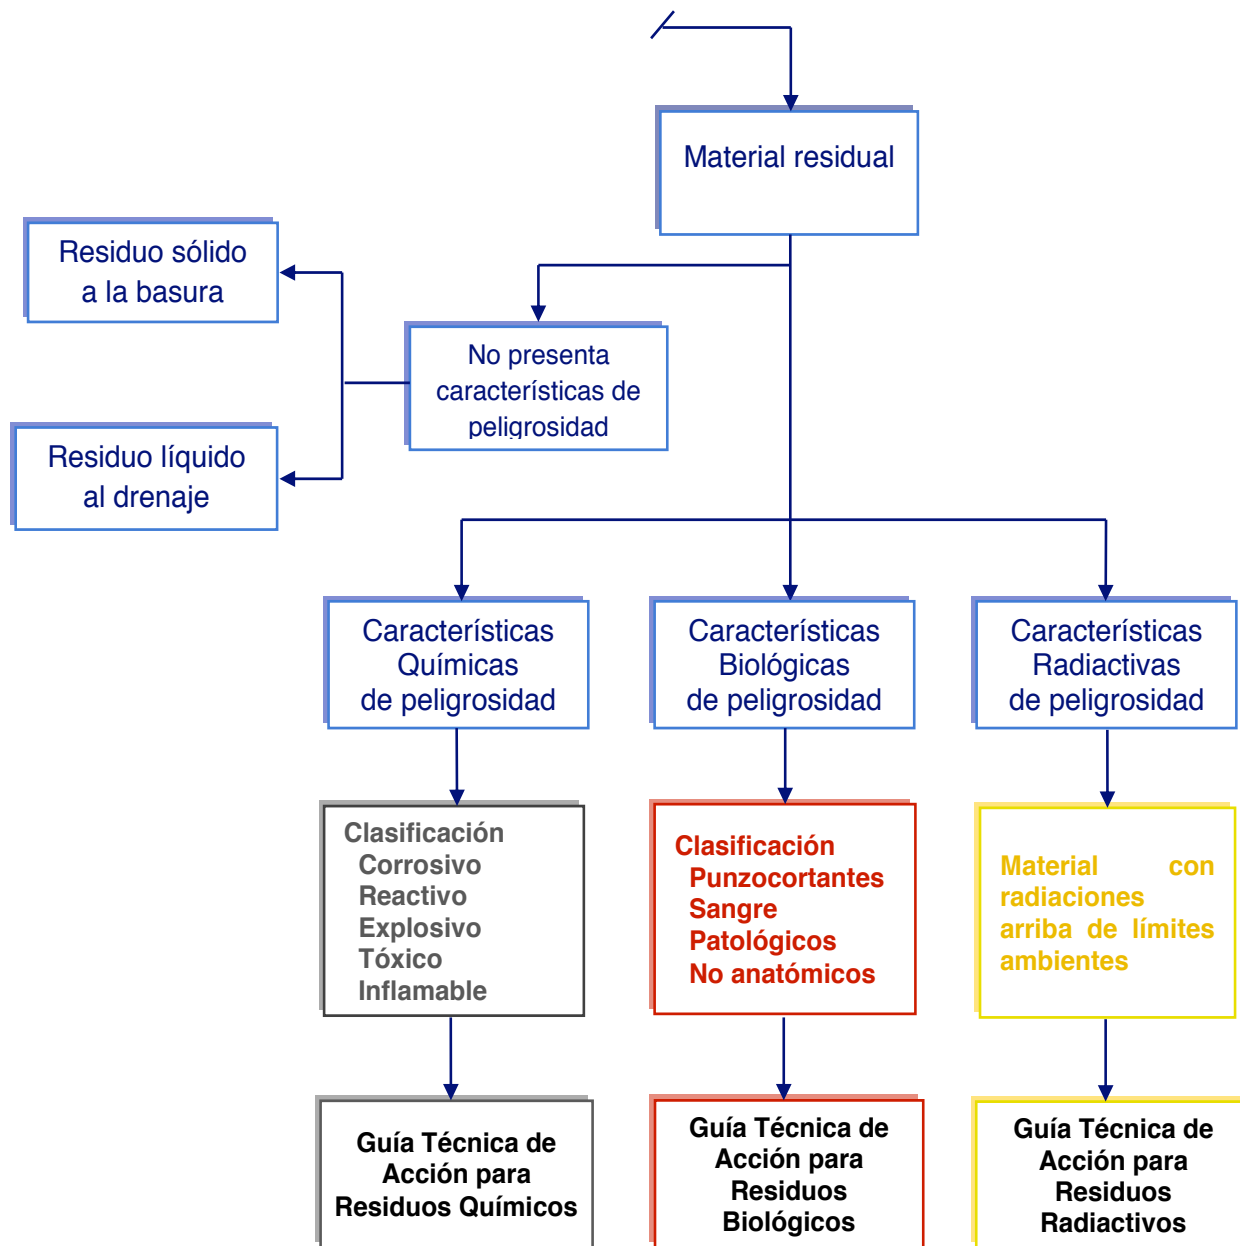 Material residual
Residuo sólido
a la basura
No presenta
características de
peligrosidad
Residuo líquido
al drenaje
Características
Químicas
de peligrosidad
Características
Biológicas
de peligrosidad
Características
Radiactivas
de peligrosidad
Clasificación
Corrosivo
Reactivo
Explosivo
Tóxico
Inflamable
Clasificación
Punzocortantes
Sangre
Patológicos
No anatómicos
Material con
radiaciones
arriba de límites
ambientes
Guía Técnica de
Acción para
Residuos Químicos
Guía Técnica de
Acción para
Residuos
Biológicos
Guía Técnica de
Acción para
Residuos
Radiactivos